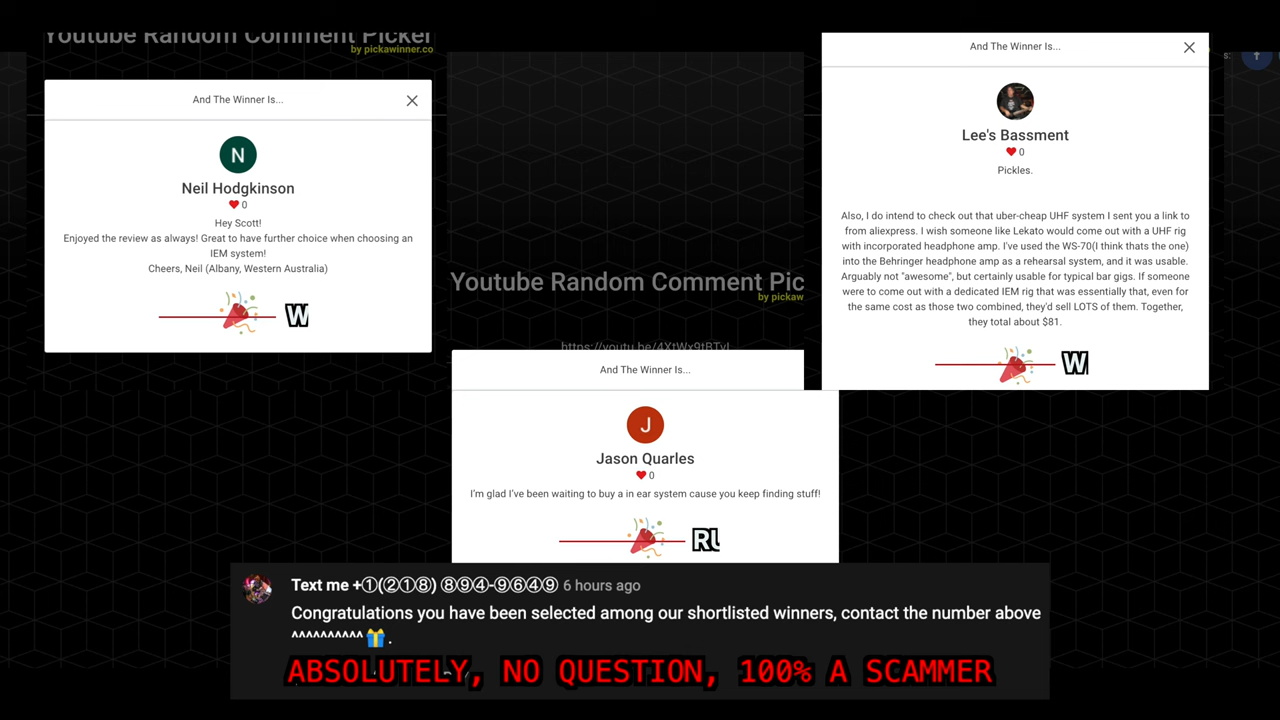 Youtube Random Comment Picker
by pickawinner.co
And The Winner Is...
N
Neil Hodgkinson
0
Hey Scott!
Enjoyed the review as always! Great to have further choice when choosing an
IEM system!
Cheers, Neil (Albany, Western Australia)
W
Youtube Random Comment Pic
by pickaw
And The Winner Is...
J
Jason Quarles
0
I'm glad I've been waiting to buy a in ear system cause you keep finding stuff!
And The Winner Is...
Lee's Bassment
0
Pickles.
Also, I do intend to check out that uber-cheap UHF system I sent you a link to
from aliexpress. I wish someone like Lekato would come out with a UHF rig
with incorporated headphone amp. I've used the WS-70(I think thats the one)
into the Behringer headphone amp as a rehearsal system, and it was usable.
Arguably not "awesome", but certainly usable for typical bar gigs. If someone
were to come out with a dedicated IEM rig that was essentially that, even for
the same cost as those two combined, they'd sell LOTS of them. Together,
they total about $81.
W
Text me +①(②①⑧) ⑧⑨④-⑨⑥④⑨ 6 hours ago
Congratulations you have been selected among our shortlisted winners, contact the number above
^^^^^^^^^^ 🎁 .
ABSOLUTELY, NO QUESTION, 100% A SCAMMER